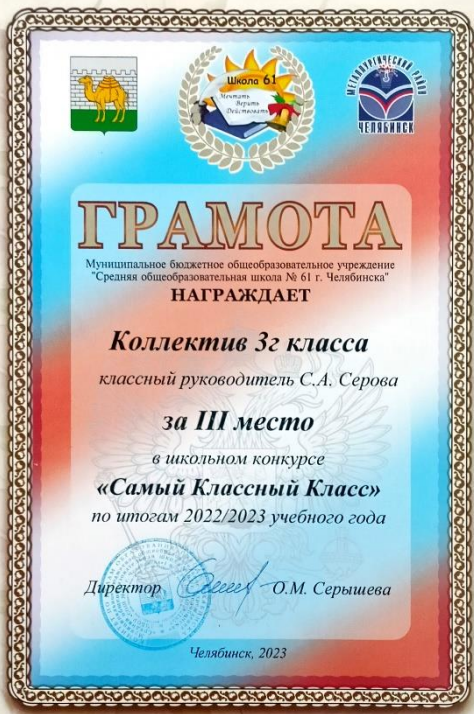 Школа 61
Мечтать
Верить
Действовать
МЕТАЛЛУРГИЧЕСКИЙ РАЙОН
ЧЕЛЯБИНСК
ГРАМОТА
Муниципальное бюджетное общеобразовательное учреждение
"Средняя общеобразовательная школа № 61 г. Челябинска"
НАГРАЖДАЕТ
Коллектив 3г класса
классный руководитель С.А. Серова
за III место
в школьном конкурсе
«Самый Классный Класс»
по итогам 2022/2023 учебного года
Директор О.М. Серышева
Челябинск, 2023